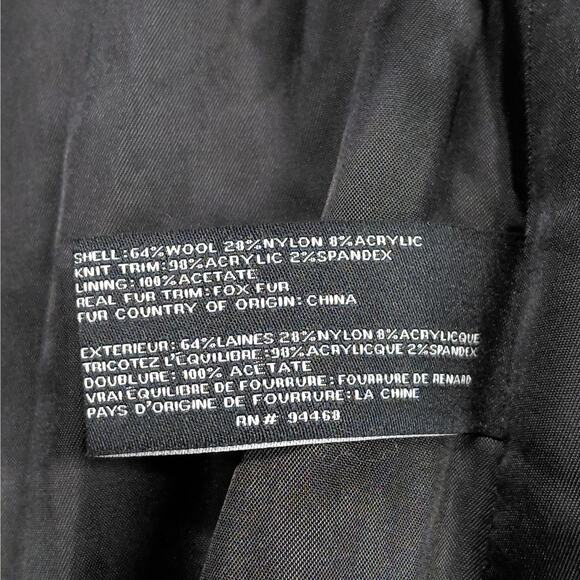 SHELL:64%WOOL 28%NYLON 8%ACRYLIC
KNIT TRIM:98%ACRYLIC 2%SPANDEX
LINING:100%ACETATE
REAL FUR TRIM:FOX FUR
FUR COUNTRY OF ORIGIN:CHINA
EXTERIEUR:64%LAINES 28%NYLON 8%ACRYLICQUE
TRICOTEZ L'EQUILIBRE:98%ACRYLICQUE 2%SPANDEX
DOUBLURE:100% ACETATE
VRAI EQUILIBRE DE FOURRURE:FOURRURE DE RENARD
PAYS D'ORIGINE DE FOURRURE:LA CHINE
RN# 94468